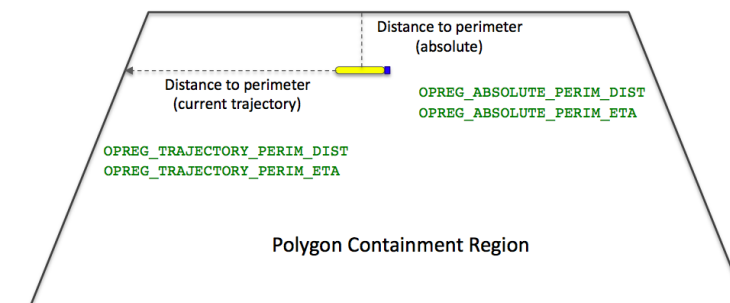 Distance to perimeter
(absolute)
Distance to perimeter
(current trajectory)
OPREG_ABSOLUTE_PERIM_DIST
OPREG_ABSOLUTE_PERIM_ETA
OPREG_TRAJECTORY_PERIM_DIST
OPREG_TRAJECTORY_PERIM_ETA
Polygon Containment Region